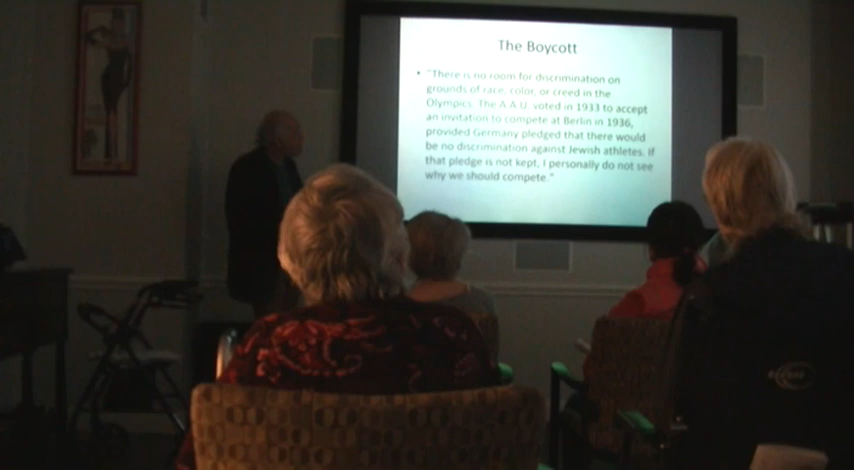 The Boycott
• "There is no room for discrimination on
grounds of race, color, or creed in the
Olympics. The A.A.U. voted in 1933 to accept
an invitation to compete at Berlin in 1936,
provided Germany pledged that there would
be no discrimination against Jewish athletes. If
that pledge is not kept, I personally do not see
why we should compete."